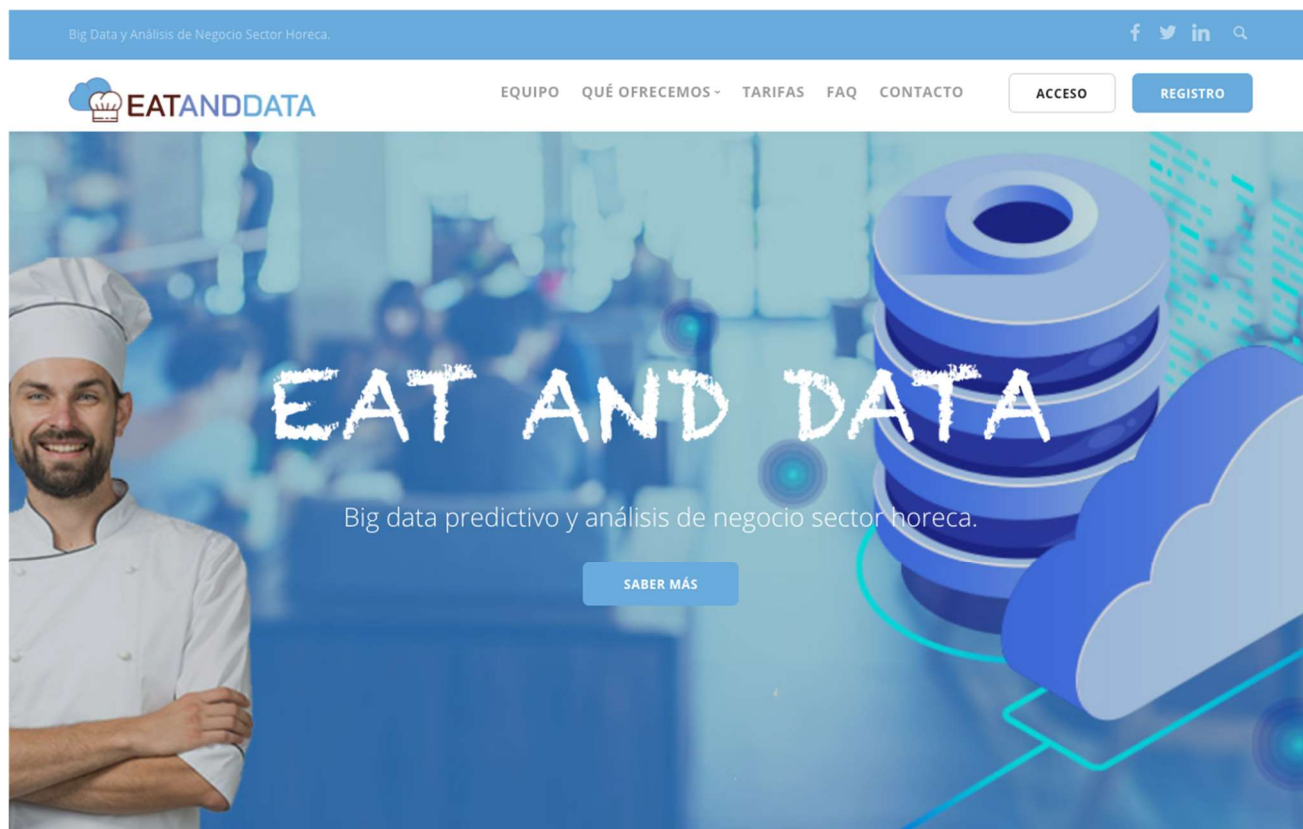 Big Data y Análisis de Negocio Sector Horeca.
EATANDDATA
EQUIPO QUÉ OFRECEMOS TARIFAS FAQ CONTACTO ACCESO REGISTRO
EAT AND DATA
Big data predictivo y análisis de negocio sector horeca.
SABER MÁS